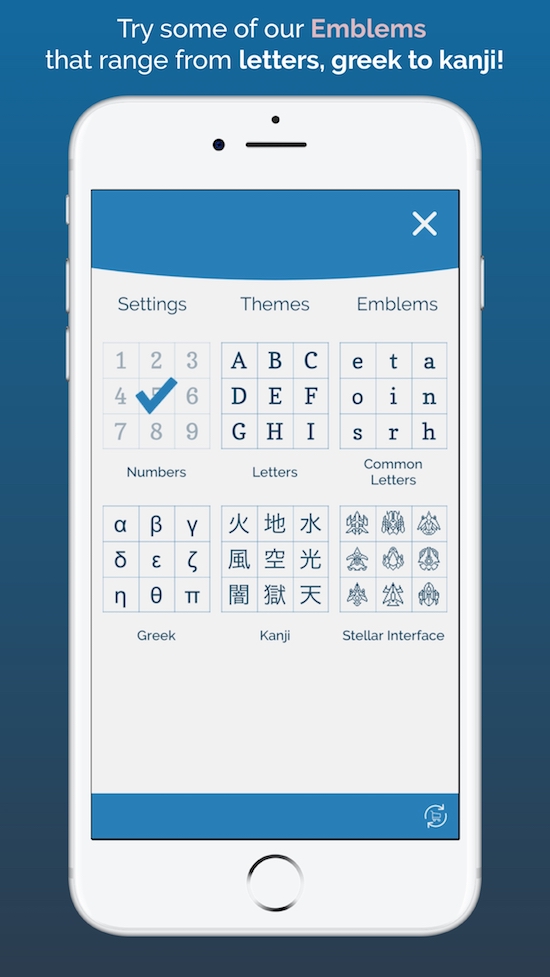 Try some of our Emblems
that range from letters, greek to kanji!
Settings Themes Emblems
1 2 3
4 6
7 8 9
A B C
D E F
G H I
e t a
o i n
s r h
Numbers
Letters
Common
Letters
α β γ
δ ε ζ
η θ π
火 地 水
風 空 光
闇 獄 天
Greek
Kanji
Stellar Interface